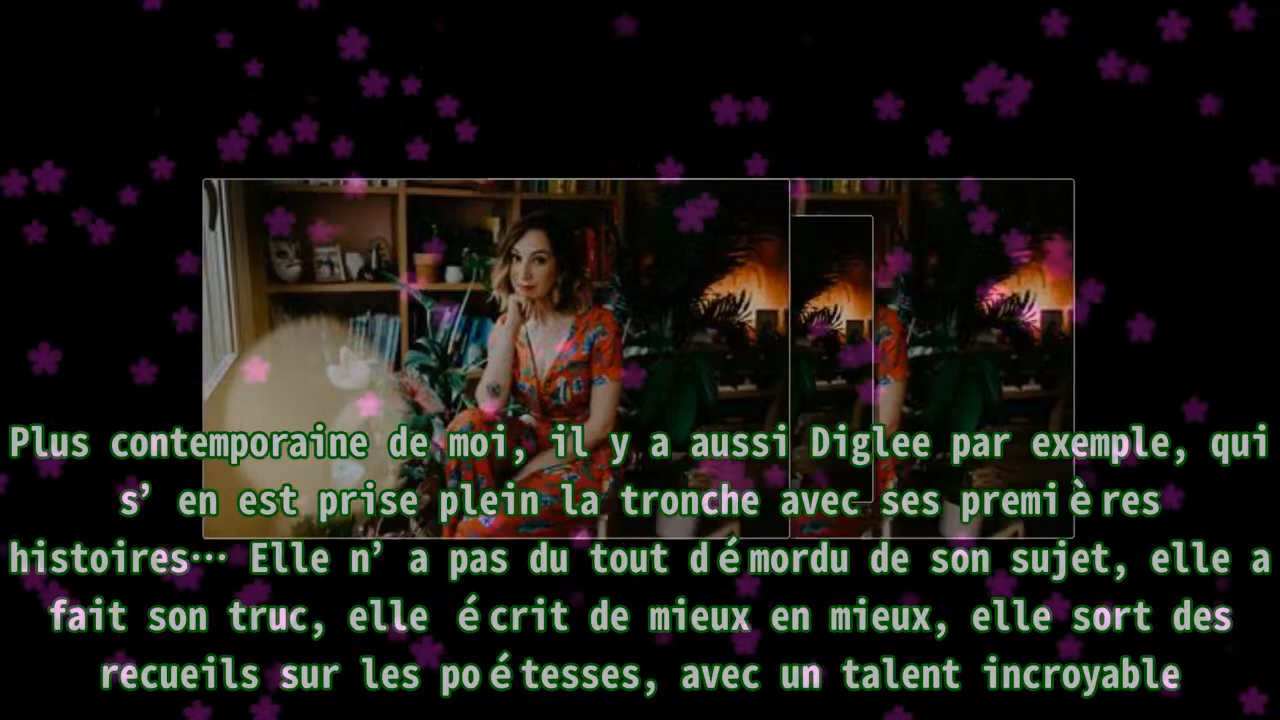 Plus contemporaine de moi, il y a aussi Diglee par exemple, qui
s’ en est prise plein la tronche avec ses premières
histoires… Elle n’ a pas du tout démordu de son sujet, elle a
fait son truc, elle écrit de mieux en mieux, elle sort des
recueils sur les poétesses, avec un talent incroyable